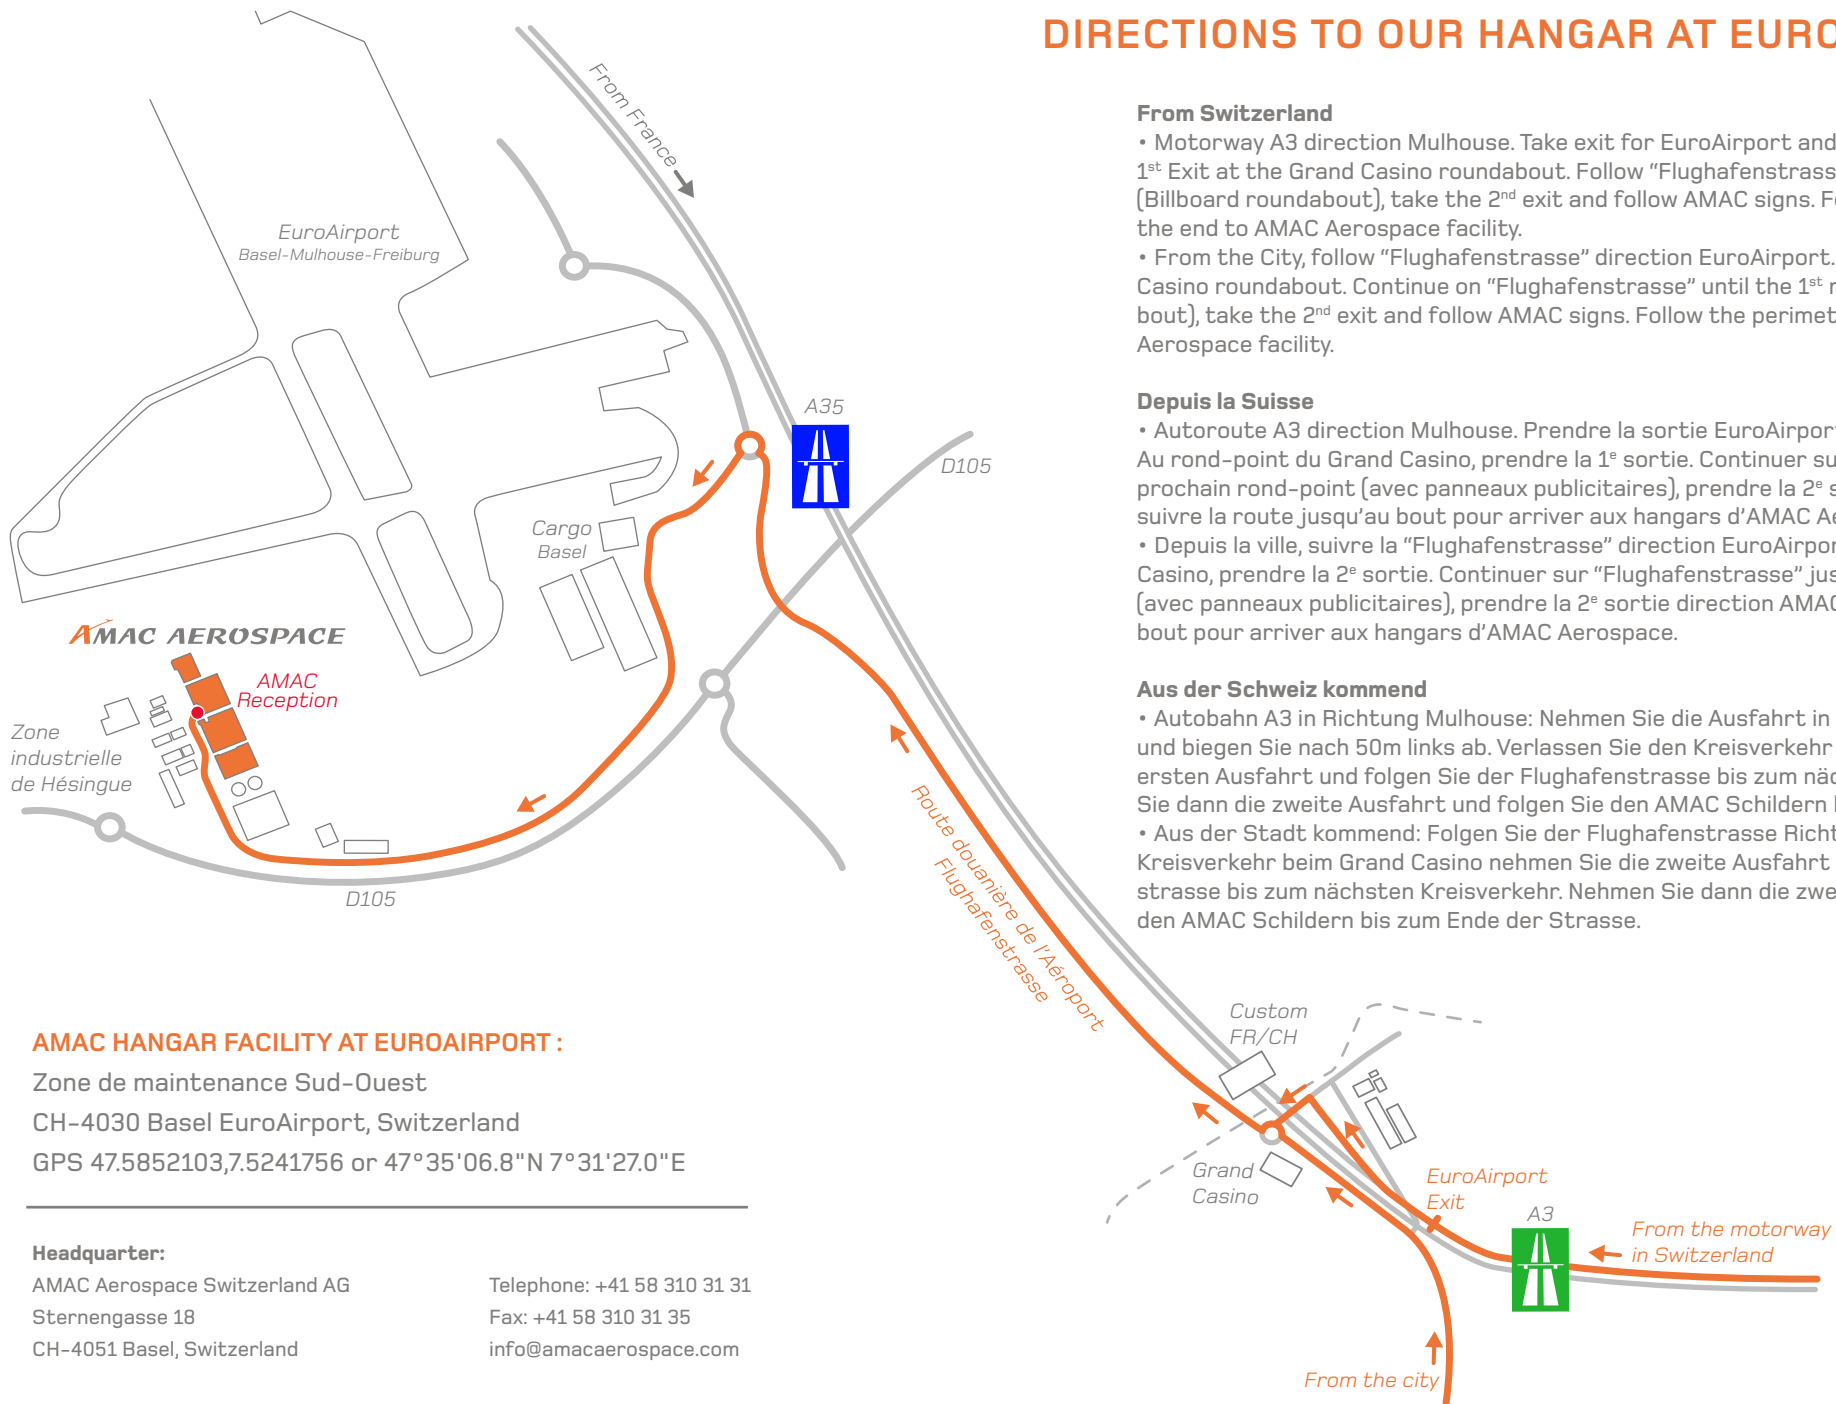 DIRECTIONS TO OUR HANGAR AT EURO
From Switzerland
• Motorway A3 direction Mulhouse. Take exit for EuroAirport and
1st Exit at the Grand Casino roundabout. Follow “Flughafenstrass
(Billboard roundabout), take the 2nd exit and follow AMAC signs. Fo
the end to AMAC Aerospace facility.
• From the City, follow “Flughafenstrasse” direction EuroAirport.
Casino roundabout. Continue on “Flughafenstrasse” until the 1st r
bout), take the 2nd exit and follow AMAC signs. Follow the perimet
Aerospace facility.
Depuis la Suisse
• Autoroute A3 direction Mulhouse. Prendre la sortie EuroAirport
Au rond-point du Grand Casino, prendre la 1e sortie. Continuer su
prochain rond-point (avec panneaux publicitaires), prendre la 2e s
suivre la route jusqu’au bout pour arriver aux hangars d’AMAC Ae
• Depuis la ville, suivre la “Flughafenstrasse” direction EuroAirpor
Casino, prendre la 2e sortie. Continuer sur “Flughafenstrasse” jus
(avec panneaux publicitaires), prendre la 2e sortie direction AMAC
bout pour arriver aux hangars d’AMAC Aerospace.
Aus der Schweiz kommend
• Autobahn A3 in Richtung Mulhouse: Nehmen Sie die Ausfahrt in
und biegen Sie nach 50m links ab. Verlassen Sie den Kreisverkehr
ersten Ausfahrt und folgen Sie der Flughafenstrasse bis zum näc
Sie dann die zweite Ausfahrt und folgen Sie den AMAC Schildern
• Aus der Stadt kommend: Folgen Sie der Flughafenstrasse Richt
Kreisverkehr beim Grand Casino nehmen Sie die zweite Ausfahrt
strasse bis zum nächsten Kreisverkehr. Nehmen Sie dann die zwe
den AMAC Schildern bis zum Ende der Strasse.
From France
EuroAirport
Basel-Mulhouse-Freiburg
A35
D105
Cargo
Basel
AMAC AEROSPACE
AMAC
Reception
Zone
industrielle
de Hésingue
D105
Route douanière de l'Aéroport
Flughafenstrasse
Custom
FR/CH
Grand
Casino
EuroAirport
Exit
A3
From the motorway
in Switzerland
From the city
AMAC HANGAR FACILITY AT EUROAIRPORT :
Zone de maintenance Sud-Ouest
CH-4030 Basel EuroAirport, Switzerland
GPS 47.5852103,7.5241756 or 47°35'06.8"N 7°31'27.0"E
Headquarter:
AMAC Aerospace Switzerland AG
Sternengasse 18
CH-4051 Basel, Switzerland
Telephone: +41 58 310 31 31
Fax: +41 58 310 31 35
info@amacaerospace.com